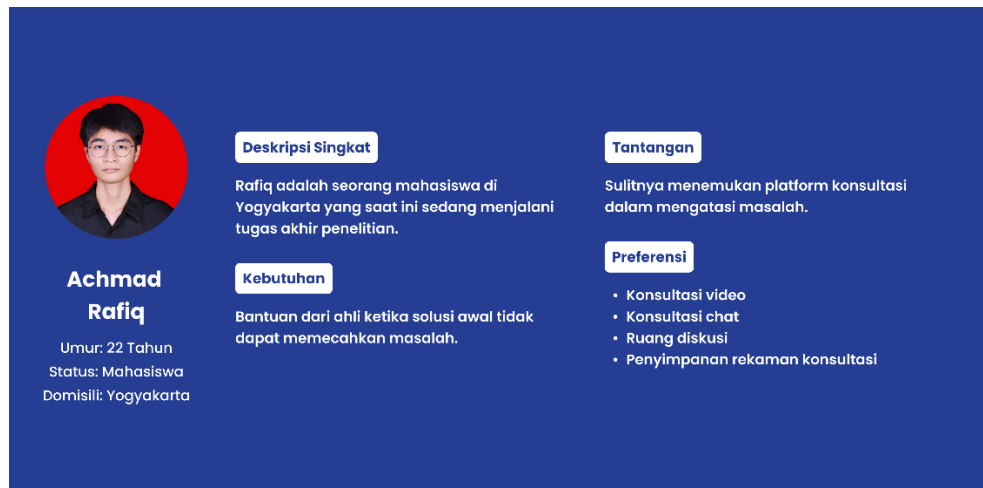 Achmad
Rafiq
Umur: 22 Tahun
Status: Mahasiswa
Domisili: Yogyakarta
Deskripsi Singkat
Rafiq adalah seorang mahasiswa di
Yogyakarta yang saat ini sedang menjalani
tugas akhir penelitian.
Kebutuhan
Bantuan dari ahli ketika solusi awal tidak
dapat memecahkan masalah.
Tantangan
Sulitnya menemukan platform konsultasi
dalam mengatasi masalah.
Preferensi
• Konsultasi video
• Konsultasi chat
• Ruang diskusi
• Penyimpanan rekaman konsultasi